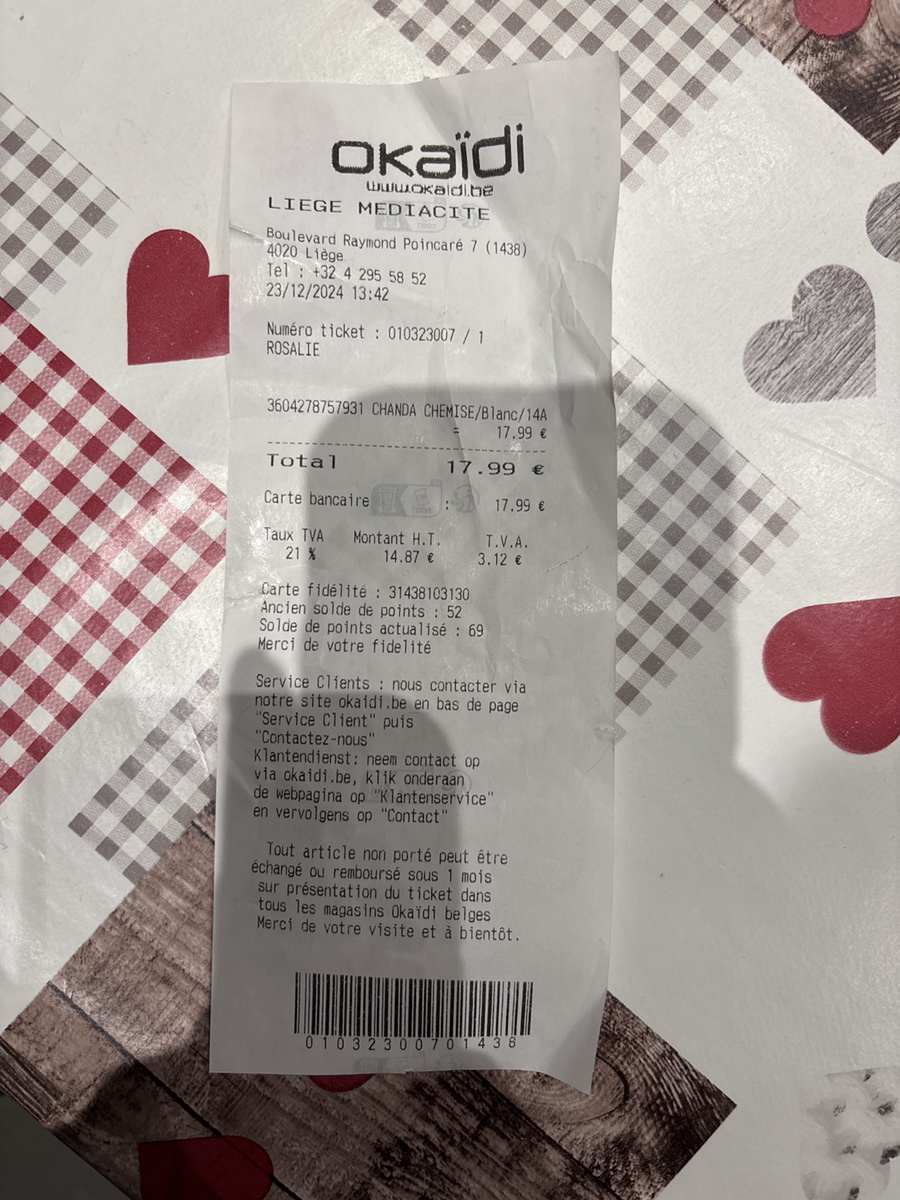 okaïdi
www.okaidi.be
LIEGE MEDIACITE
Boulevard Raymond Poincaré 7 (1438)
4020 Liège
Tel : +32 4 295 58 52
23/12/2024 13:42
Numéro ticket : 010323007 / 1
ROSALIE
3604278757931 CHANDA CHEMISE/Blanc/14A
= 17.99 €
Total 17.99 €
Carte bancaire : 17.99 €
Taux TVA Montant H.T. T.V.A.
21 % 14.87 € 3.12 €
Carte fidélité : 31438103130
Ancien solde de points : 52
Solde de points actualisé : 69
Merci de votre fidelité
Service Clients : nous contacter via
notre site okaidi.be en bas de page
"Service Client" puis
"Contactez-nous"
Klantendienst: neem contact op
via okaidi.be, klik onderaan
de webpagina op "Klantenservice"
en vervolgens op "Contact"
Tout article non porté peut être
échangé ou remboursé sous 1 mois
sur présentation du ticket dans
tous les magasins Okaïdi belges
Merci de votre visite et à bientôt.
01032300701438